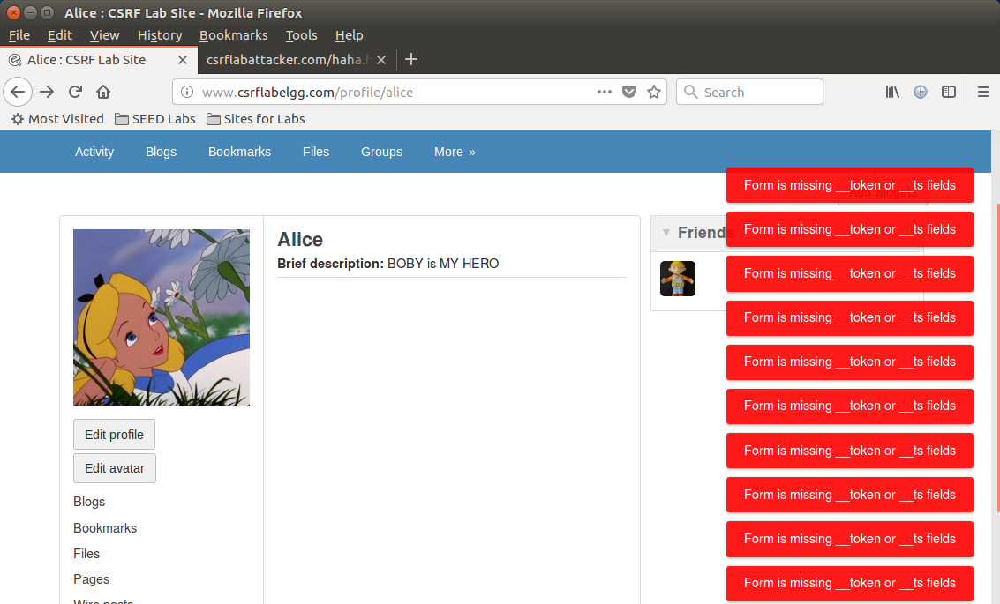 Alice : CSRF Lab Site - Mozilla Firefox
File Edit View History Bookmarks Tools Help
Alice : CSRF Lab Site
csrflabattacker.com/haha.h
www.csrflabelgg.com/profile/alice
Search
Most Visited SEED Labs Sites for Labs
Activity Blogs Bookmarks Files Groups More »
Form is missing __token or __ts fields
Add widgets
Form is missing __token or __ts fields
Friends
Alice
Brief description: BOBY is MY HERO
Form is missing __token or __ts fields
Form is missing __token or __ts fields
Form is missing __token or __ts fields
Form is missing __token or __ts fields
Form is missing __token or __ts fields
Form is missing __token or __ts fields
Form is missing __token or __ts fields
Form is missing __token or __ts fields
Edit profile
Edit avatar
Blogs
Bookmarks
Files
Pages
Wire posts